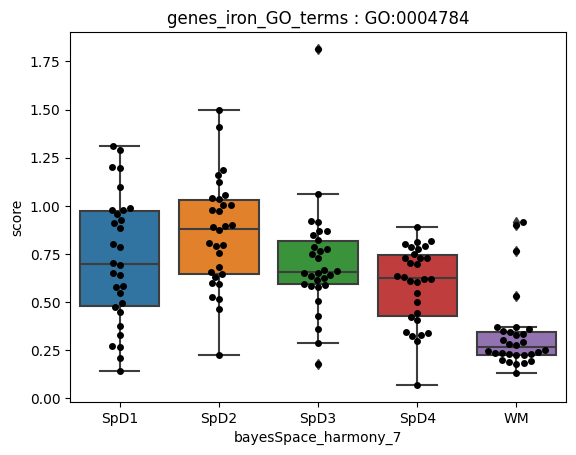 genes_iron_GO_terms : GO:0004784
score
1.75
1.50
1.25
1.00
0.75
0.50
0.25
0.00
SpD1 SpD2 SpD3 SpD4 WM
bayesSpace_harmony_7